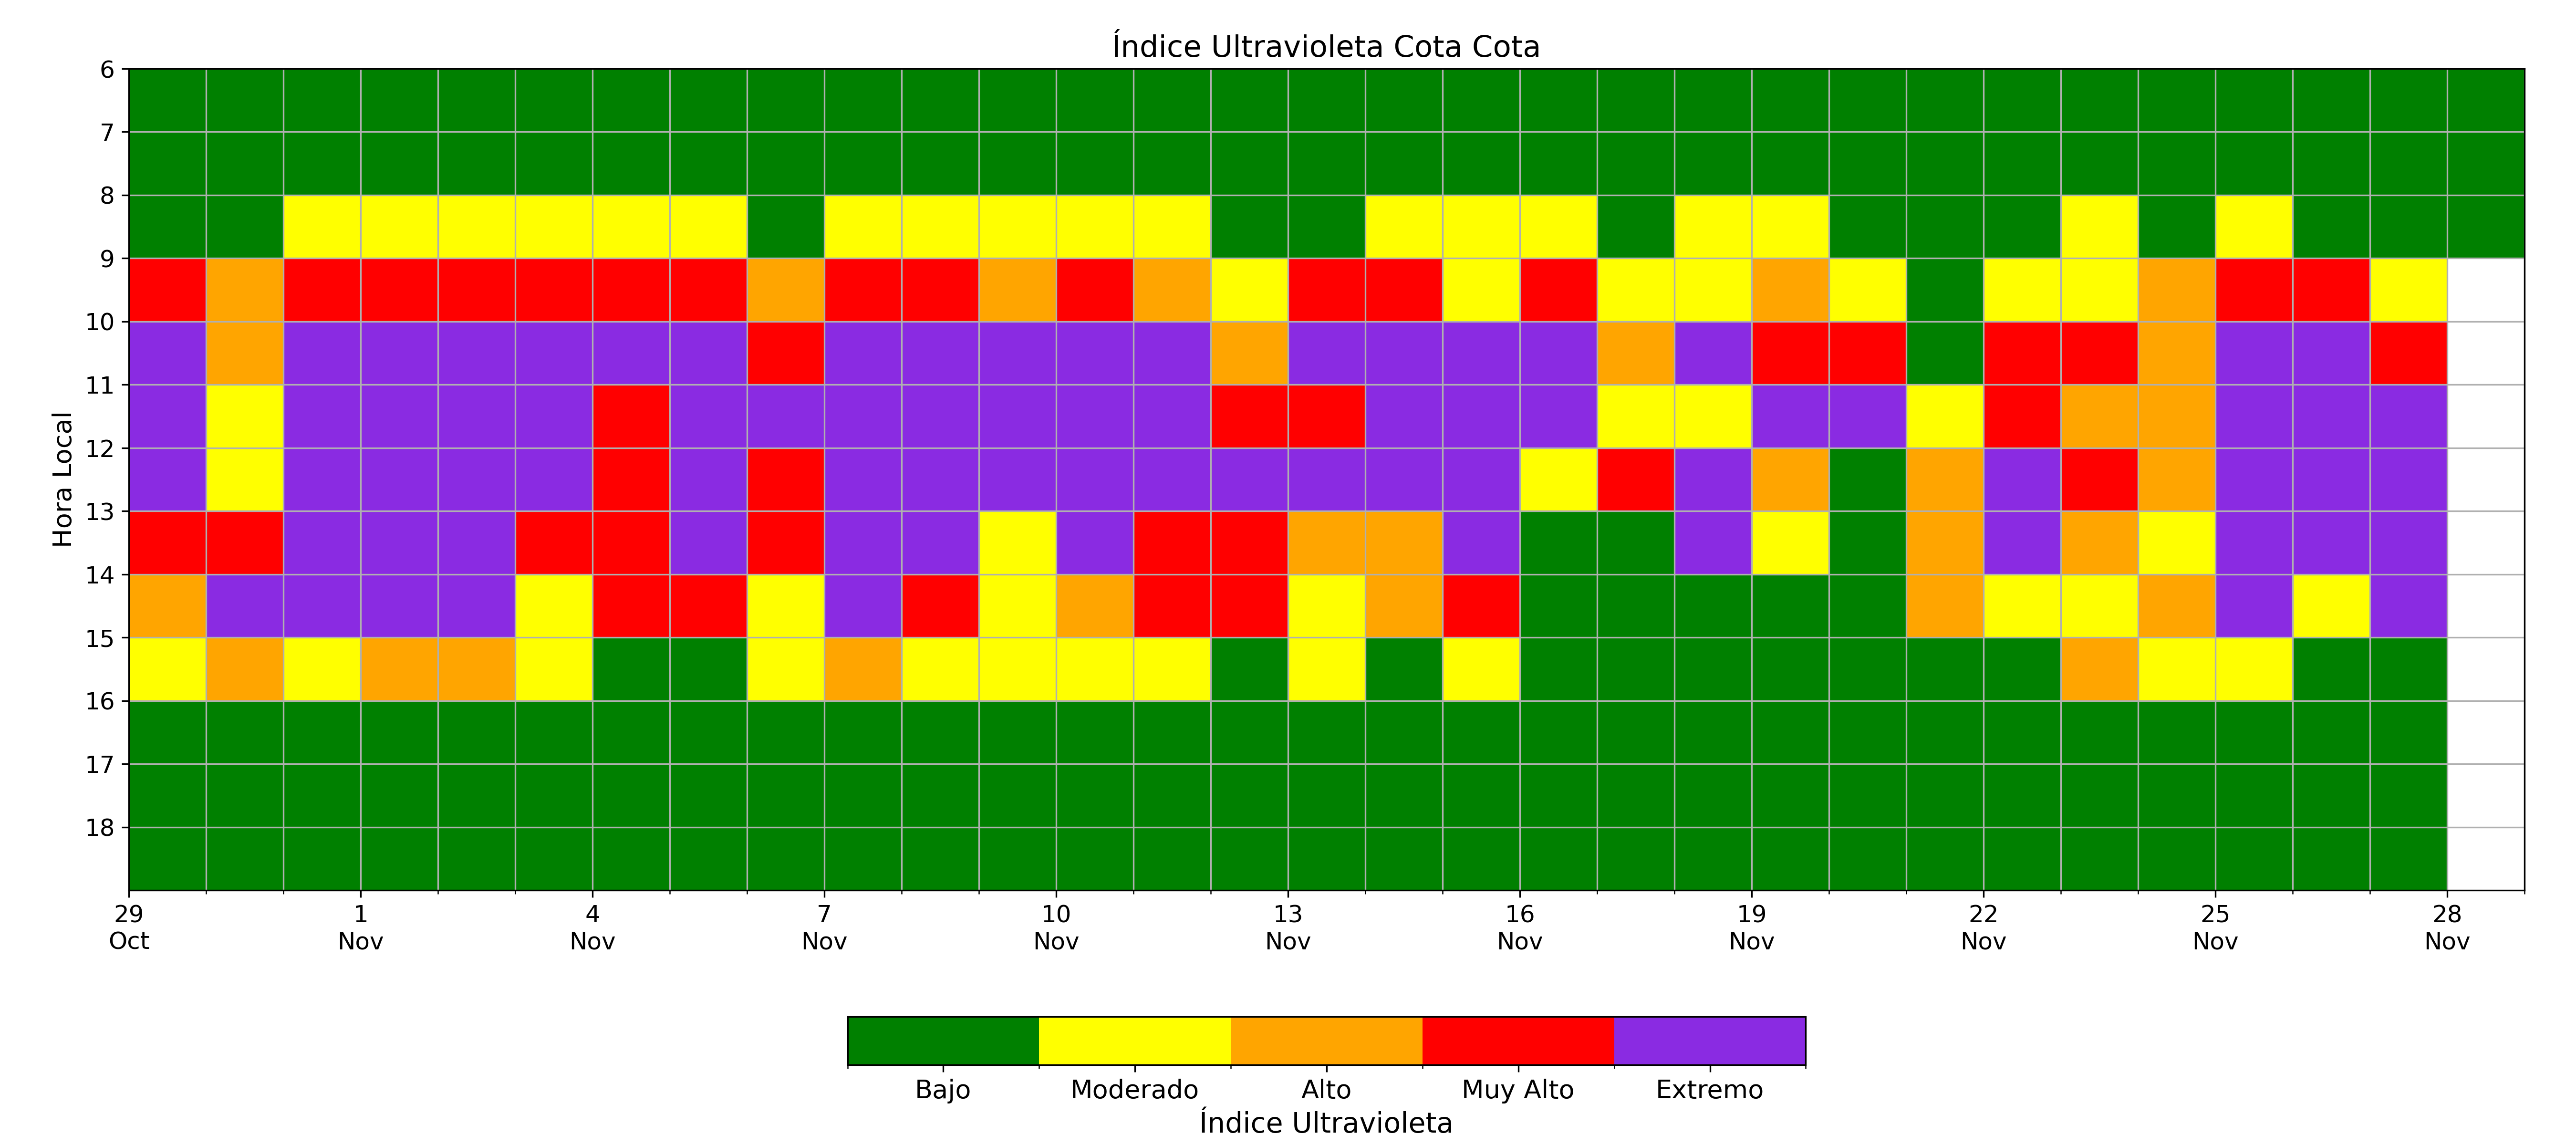 Índice Ultravioleta Cota Cota
Hora Local
6
7
8
9
10
11
12
13
14
15
16
17
18
29 1 4 7 10 13 16 19 22 25 28
Oct Nov Nov Nov Nov Nov Nov Nov Nov Nov Nov
Bajo Moderado Alto Muy Alto Extremo
Índice Ultravioleta